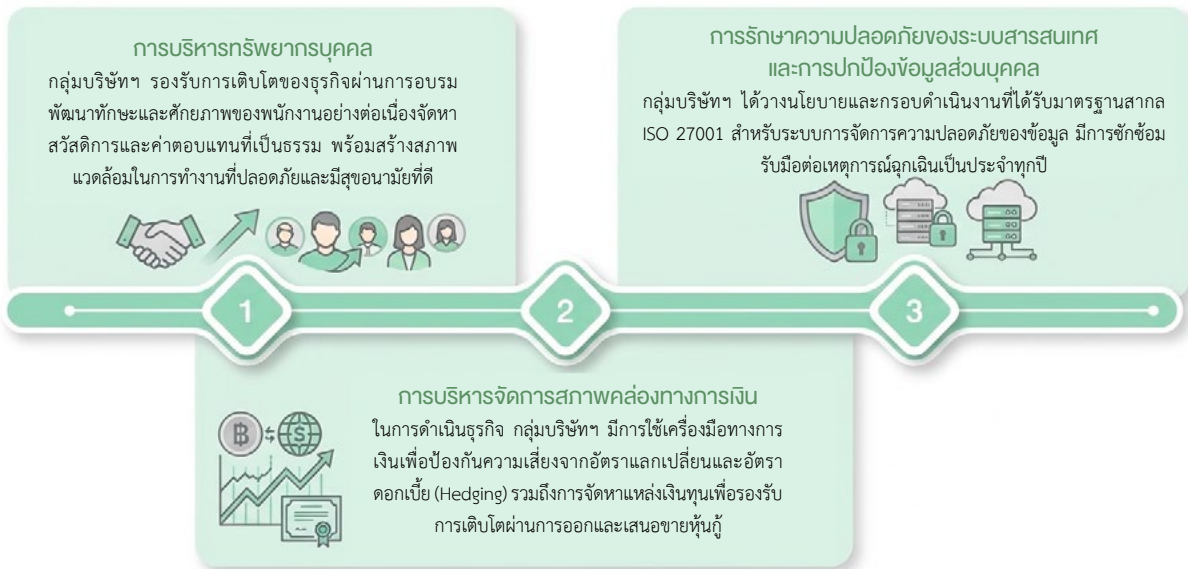 การบริหารทรัพยากรบุคคล
กลุ่มบริษัทฯ รองรับการเติบโตของธุรกิจผ่านการอบรม
พัฒนาทักษะและศักยภาพของพนักงานอย่างต่อเนื่องจัดหา
สวัสดิการและค่าตอบแทนที่เป็นธรรม พร้อมสร้างสภาพ
แวดล้อมในการทำงานที่ปลอดภัยและมีสุขอนามัยที่ดี
1
การบริหารจัดการสภาพคล่องทางการเงิน
ในการดำเนินธุรกิจ กลุ่มบริษัทฯ มีการใช้เครื่องมือทางการ
เงินเพื่อป้องกันความเสี่ยงจากอัตราแลกเปลี่ยนและอัตรา
ดอกเบี้ย (Hedging) รวมถึงการจัดหาแหล่งเงินทุนเพื่อรองรับ
การเติบโตผ่านการออกและเสนอขายหุ้นกู้
฿ $
2
การรักษาความปลอดภัยของระบบสารสนเทศ
และการปกป้องข้อมูลส่วนบุคคล
กลุ่มบริษัทฯ ได้วางนโยบายและกรอบดำเนินงานที่ได้รับมาตรฐานสากล
ISO 27001 สำหรับระบบการจัดการความปลอดภัยของข้อมูล มีการซักซ้อม
รับมือต่อเหตุการณ์ฉุกเฉินเป็นประจำทุกปี
3